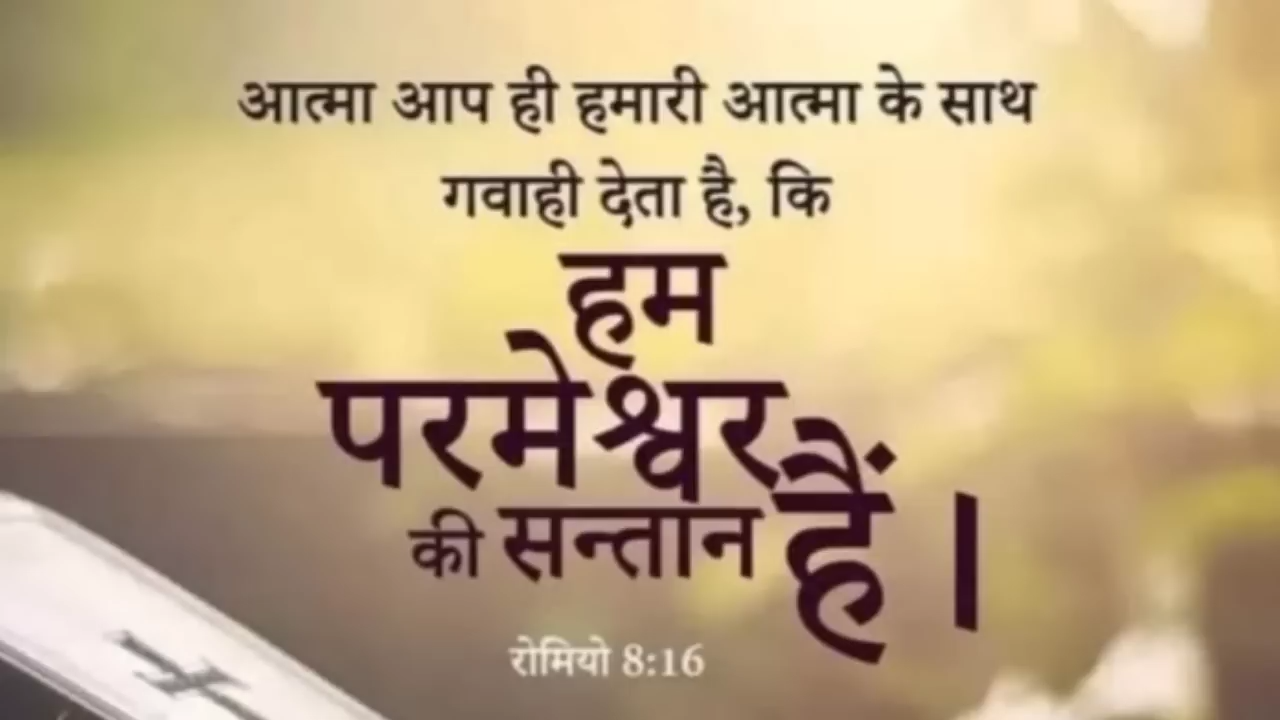 आत्मा आप ही हमारी आत्मा के साथ
गवाही देता है, कि
हम
परमेश्वर
की सन्तान हैं।
रोमियो 8:16